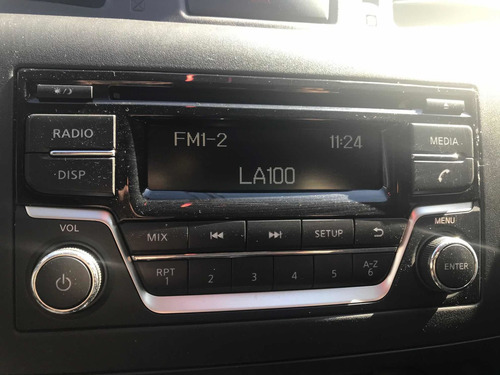 RADIO
FM1-2
11:24
MEDIA
DISP
LA100
VOL
MENU
MIX
SETUP
ENTER
RPT
1
2
3
4
5
A-Z
6